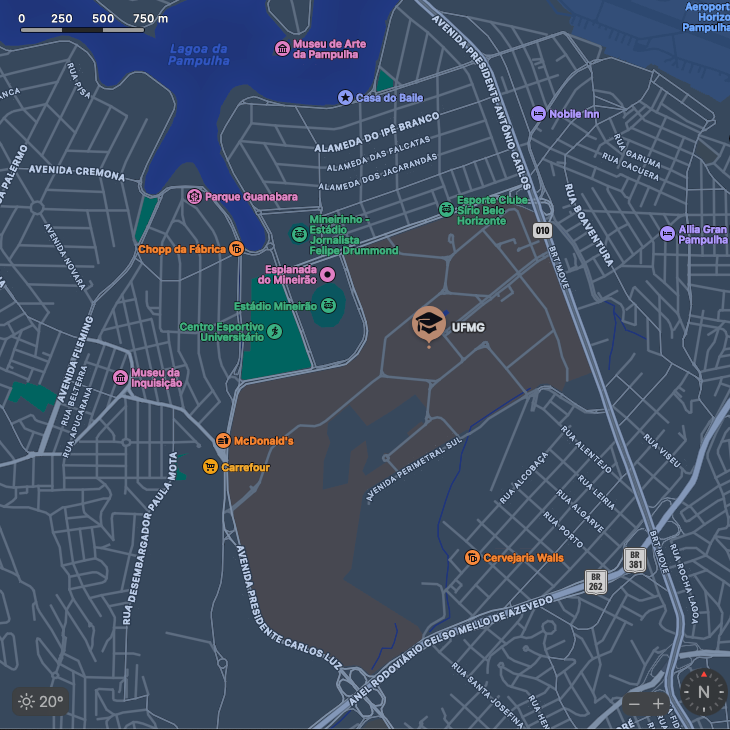 0 250 500 750 m
Aeroport
Horizo
Pampulha
Lagoa da
Pampulha
Museu de Arte
da Pampulha
AVENIDA PRESIDENTE ANTÔNIO CARLOS
RUA PISA
Casa do Baile
Nobile Inn
ANCA
ALAMEDA DO IPÊ BRANCO
ALAMEDA DAS FALCATAS
ALAMEDA DOS JACARANDÁS
RUA GARUMA
RUA CACUERA
A PALERMO
AVENIDA CREMONA
Parque Guanabara
Esporte Clube
Sírio Belo
Horizonte
RUA BOAVENTURA
Mineirinho –
Estádio
Jornalista
Felipe Drummond
010
Allia Gran
Pampulha
AVENIDA NOVARA
Chopp da Fábrica
BRT MOVE
Esplanada
do Mineirão
Estádio Mineirão
UFMG
Centro Esportivo
Universitário
AVENIDA FLEMING
Museu da
Inquisição
RUA BELTERRA
RUA APUCARANA
McDonald's
Carrefour
AVENIDA PERIMETRAL SUL
RUA ALENTEJO
RUA VISEU
RUA ALCOBAÇA
RUA LEIRIA
RUA ALGARVE
RUA PORTO
RUA DESEMBARGADOR PAULA MOTA
Cervejaria Walls
BR
381
BR
262
BRT MOVE
RUA ROCHA LAGOA
AVENIDA PRESIDENTE CARLOS LUZ
ANEL RODOVIÁRIO CELSO MELLO DE AZEVEDO
RUA SANTA JOSEFINA
RUA HEN
20°
N